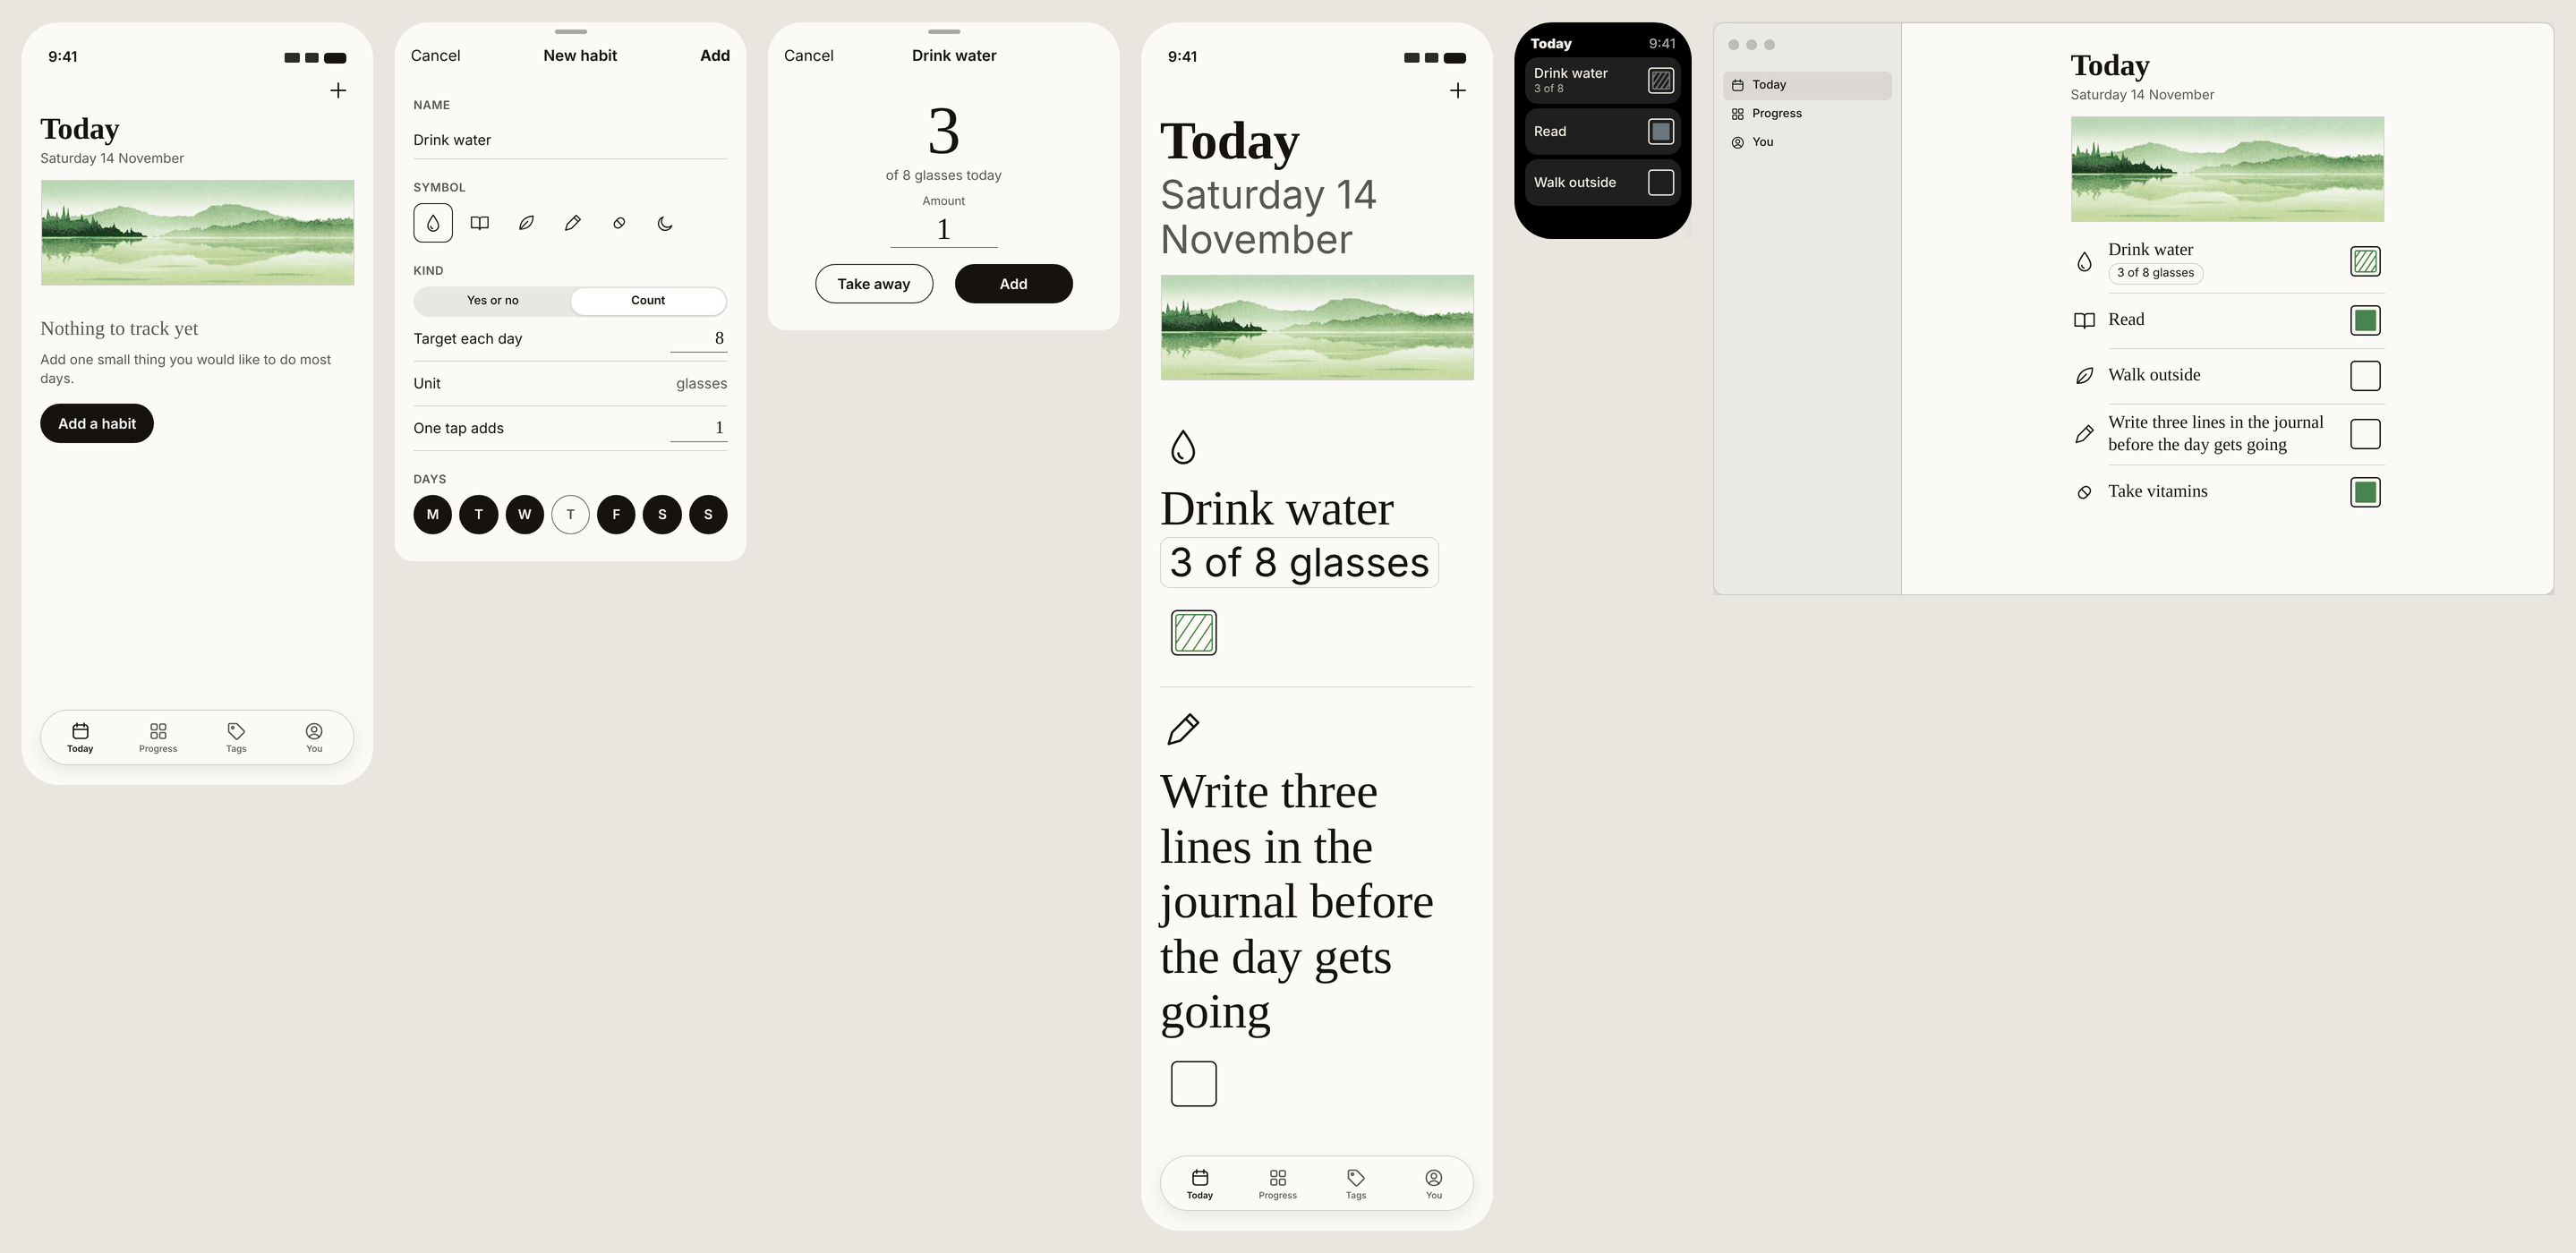 9:41
Today
Saturday 14 November
Nothing to track yet
Add one small thing you would like to do most
days.
Add a habit
Today
Progress
Tags
You
Cancel
New habit
Add
NAME
Drink water
SYMBOL
KIND
Yes or no
Count
Target each day
8
Unit
glasses
One tap adds
1
DAYS
M
T
W
T
F
S
S
Cancel
Drink water
3
of 8 glasses today
Amount
1
Take away
Add
9:41
Today
Saturday 14
November
Drink water
3 of 8 glasses
Write three
lines in the
journal before
the day gets
going
Today
Progress
Tags
You
Today
9:41
Drink water
3 of 8
Read
Walk outside
Today
Progress
You
Today
Saturday 14 November
Drink water
3 of 8 glasses
Read
Walk outside
Write three lines in the journal
before the day gets going
Take vitamins